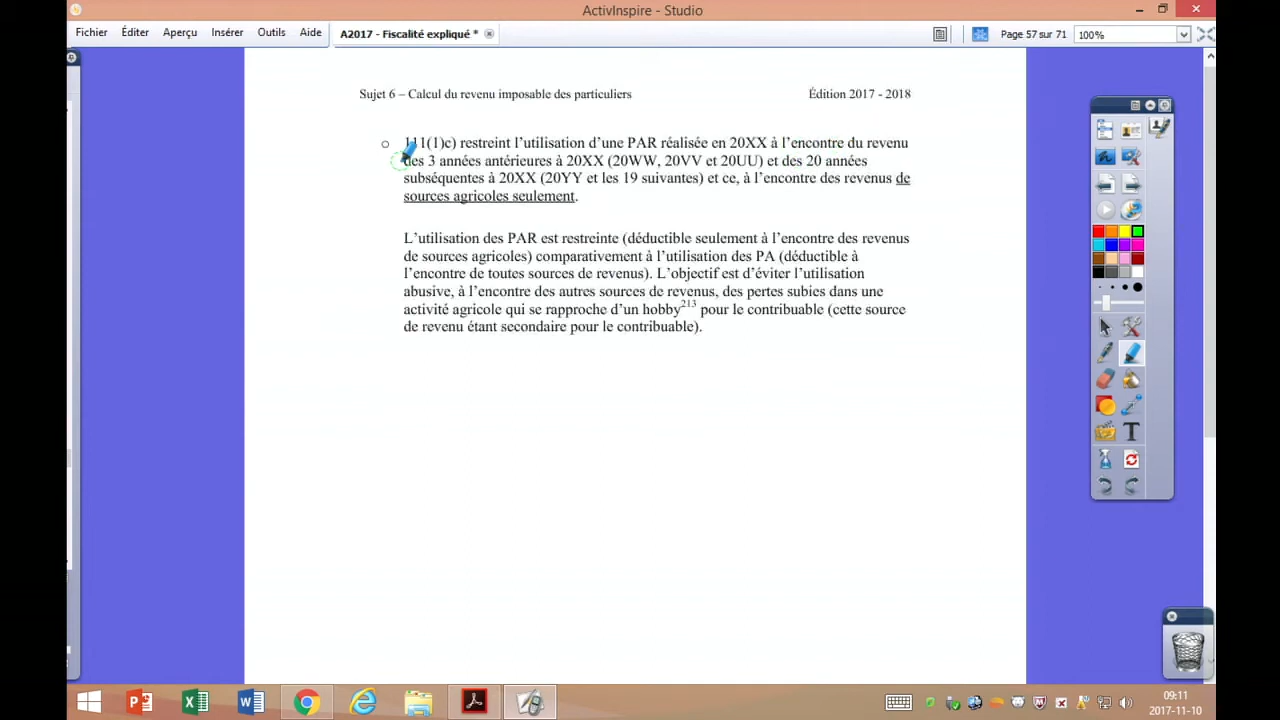 ActivInspire - Studio
Fichier Éditer Aperçu Insérer Outils Aide A2017 - Fiscalité expliqué * Page 57 sur 71 100%
Sujet 6 – Calcul du revenu imposable des particuliers Édition 2017 - 2018
111(1)c) restreint l'utilisation d'une PAR réalisée en 20XX à l'encontre du revenu
des 3 années antérieures à 20XX (20WW, 20VV et 20UU) et des 20 années
subséquentes à 20XX (20YY et les 19 suivantes) et ce, à l'encontre des revenus de
sources agricoles seulement.
L'utilisation des PAR est restreinte (déductible seulement à l'encontre des revenus
de sources agricoles) comparativement à l'utilisation des PA (déductible à
l'encontre de toutes sources de revenus). L'objectif est d'éviter l'utilisation
abusive, à l'encontre des autres sources de revenus, des pertes subies dans une
activité agricole qui se rapproche d'un hobby213 pour le contribuable (cette source
de revenu étant secondaire pour le contribuable).
09:11
2017-11-10